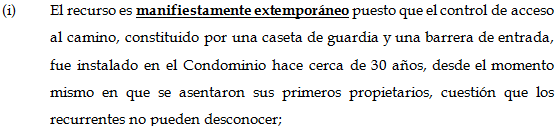 (i) El recurso es manifiestamente extemporáneo puesto que el control de acceso
al camino, constituido por una caseta de guardia y una barrera de entrada,
fue instalado en el Condominio hace cerca de 30 años, desde el momento
mismo en que se asentaron sus primeros propietarios, cuestión que los
recurrentes no pueden desconocer;